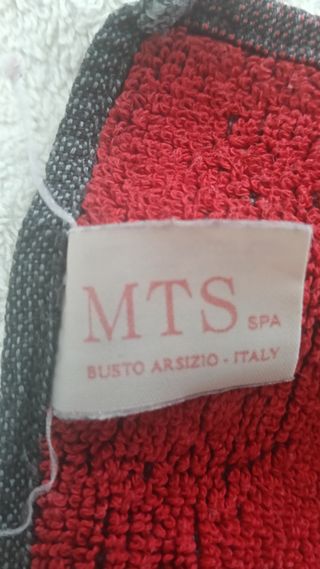 MTS SPA
BUSTO ARSIZIO - ITALY